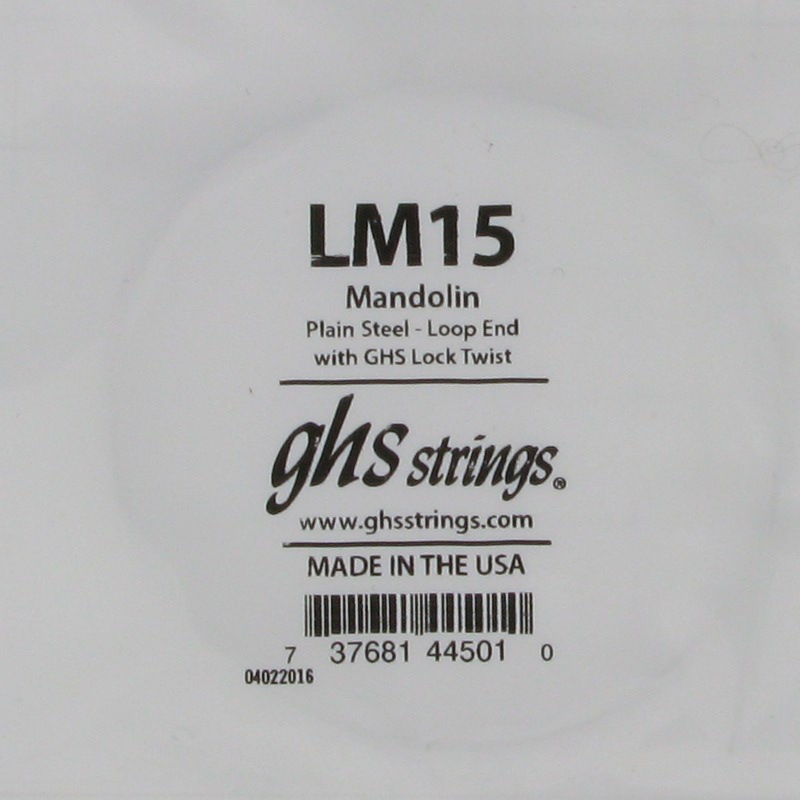 LM15
Mandolin
Plain Steel - Loop End
with GHS Lock Twist
ghs strings®
www.ghsstrings.com
MADE IN THE USA
7 37681 44501 0
04022016